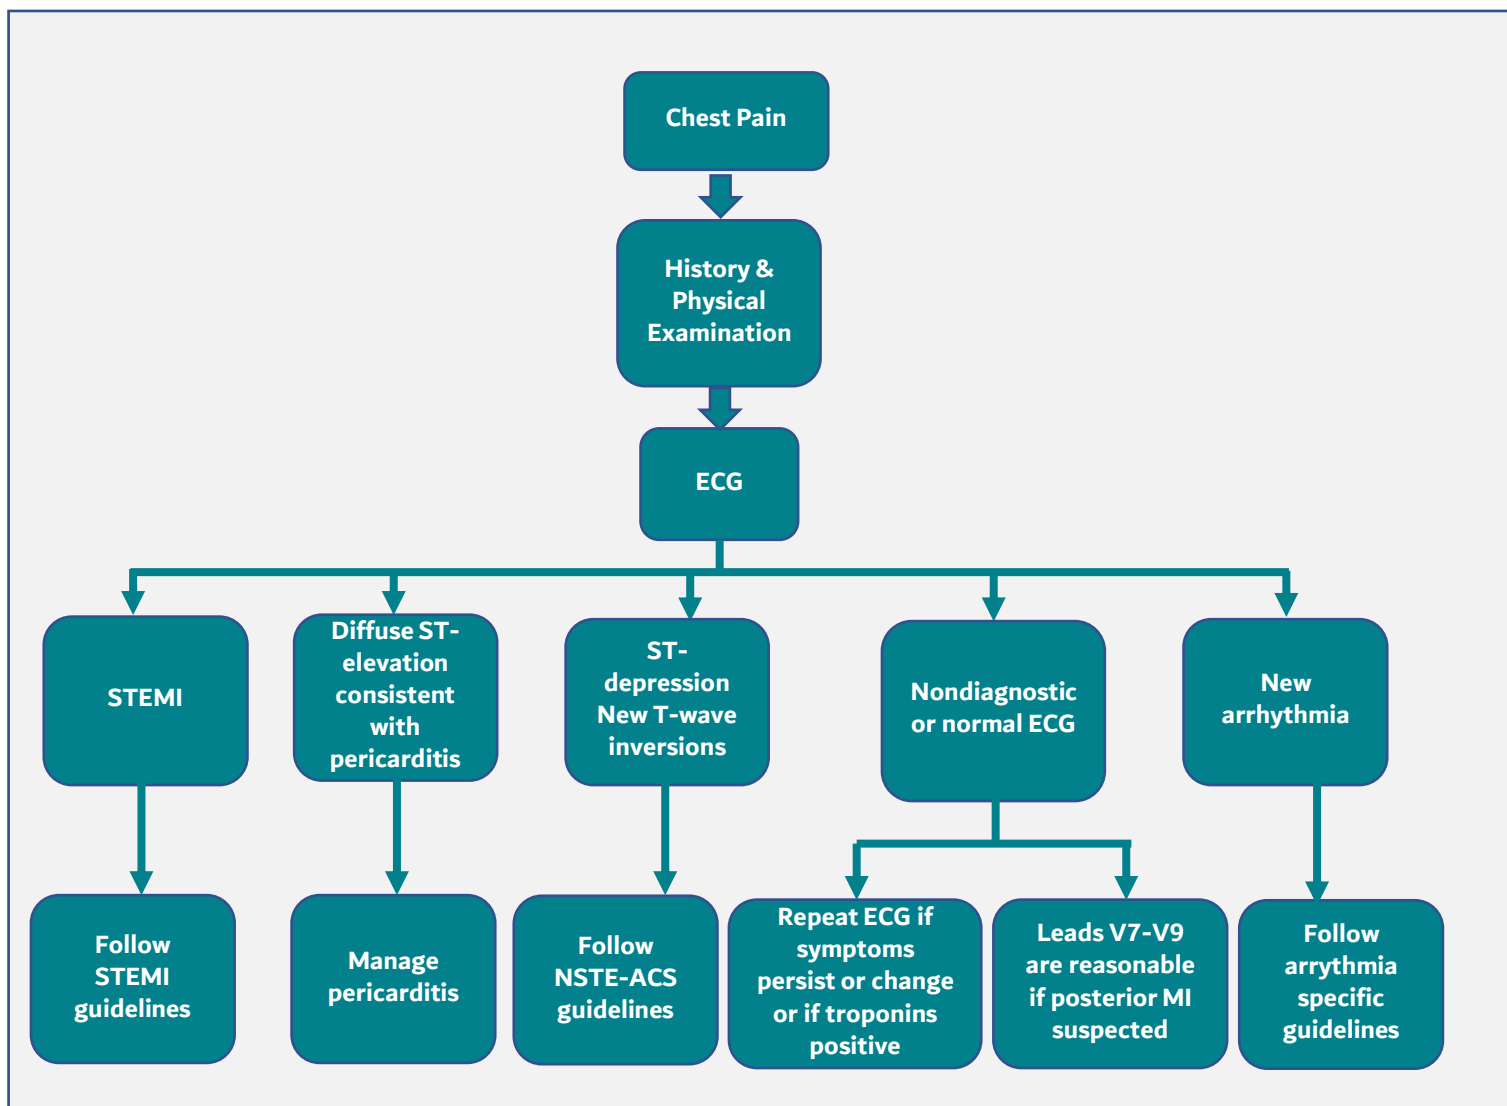 Chest Pain
History &
Physical
Examination
ECG
STEMI
Diffuse ST-
elevation
consistent
with
pericarditis
ST-
depression
New T-wave
inversions
Nondiagnostic
or normal ECG
New
arrhythmia
Follow
STEMI
guidelines
Manage
pericarditis
Follow
NSTE-ACS
guidelines
Repeat ECG if
symptoms
persist or change
or if troponins
positive
Leads V7-V9
are reasonable
if posterior MI
suspected
Follow
arrythmia
specific
guidelines